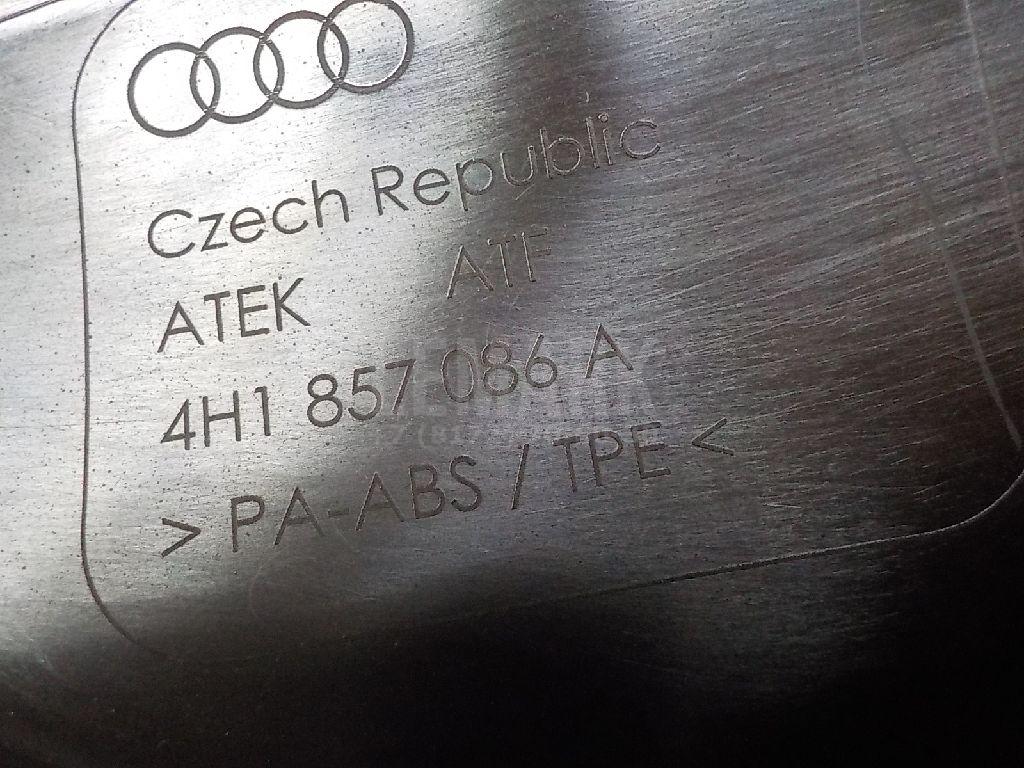 Czech Republic
ATEK ATF
4H1 857 086 A
> PA-ABS / TPE <